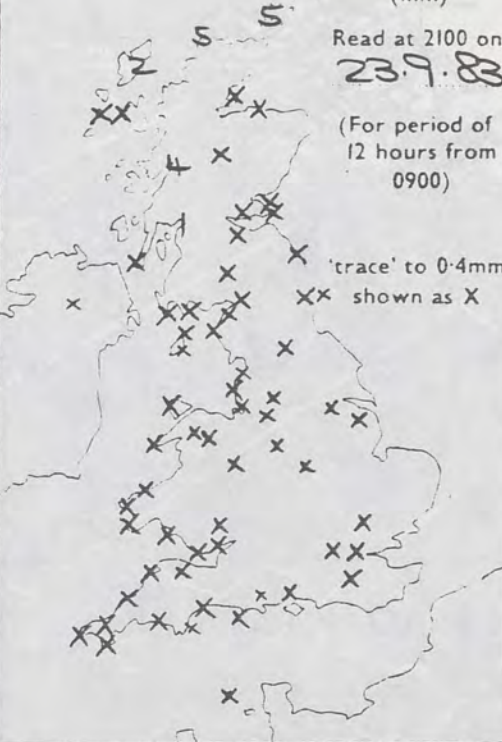 (mm)
5
5
Read at 2100 on
23.9.83
2
(For period of
12 hours from
0900)
4
'trace' to 0·4mm
shown as X